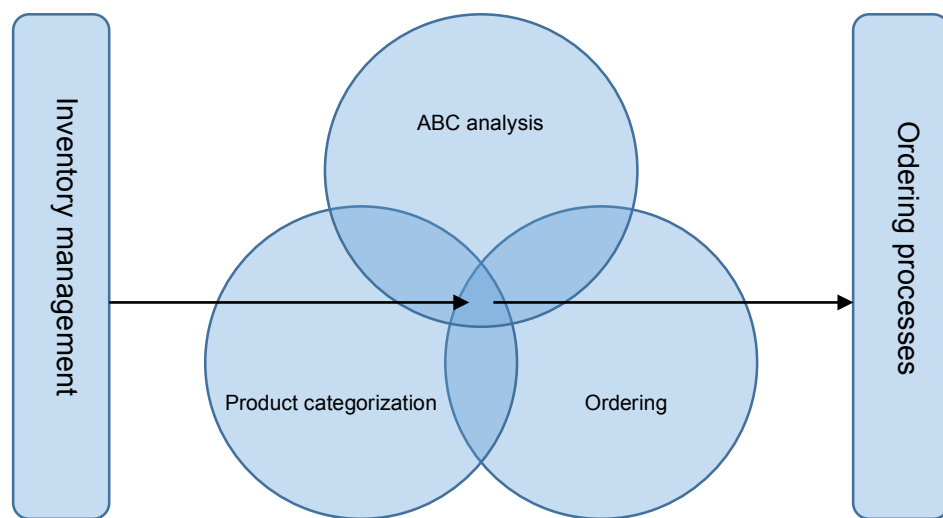 Inventory management
ABC analysis
Product categorization
Ordering
Ordering processes